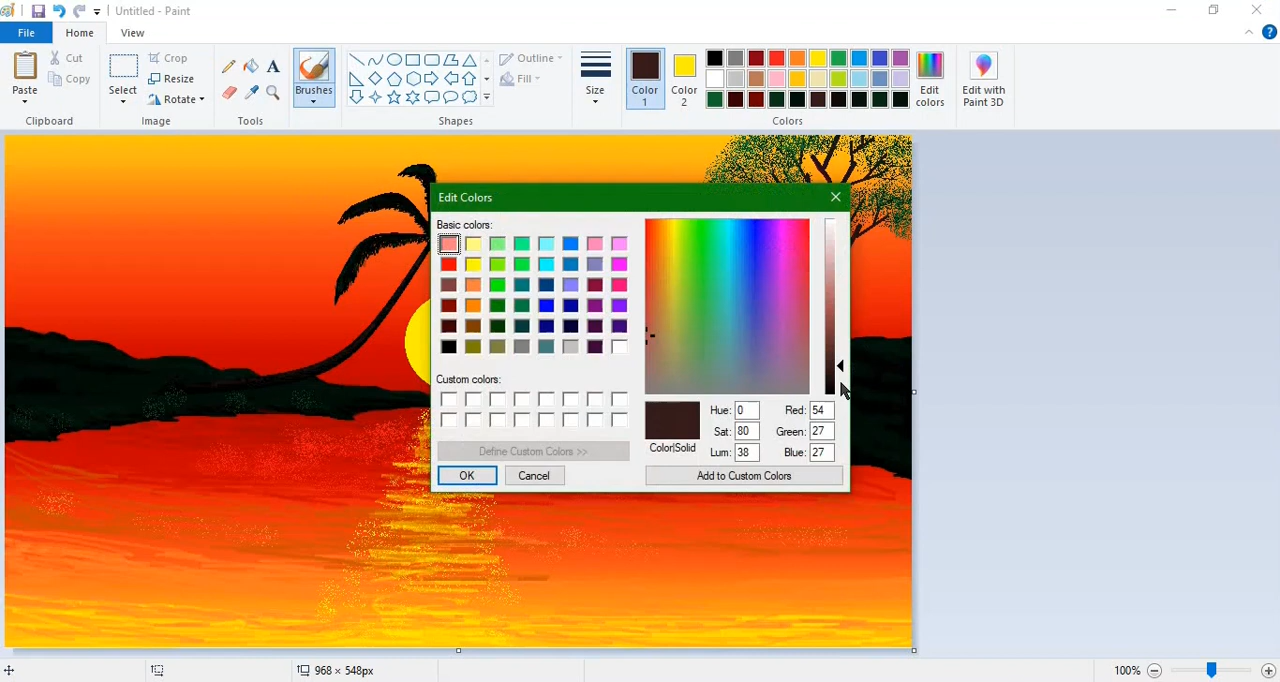 Untitled - Paint
File Home View
Paste
Cut
Copy
Clipboard
Select
Crop
Resize
Rotate
Image
A
Tools
Brushes
Outline
Fill
Shapes
Size
Color 1
Color 2
Edit colors
Colors
Edit with Paint 3D
Edit Colors
Basic colors:
Custom colors:
Define Custom Colors >>
OK Cancel
Color|Solid
Hue: 0 Red: 54
Sat: 80 Green: 27
Lum: 38 Blue: 27
Add to Custom Colors
968 × 548px
100%